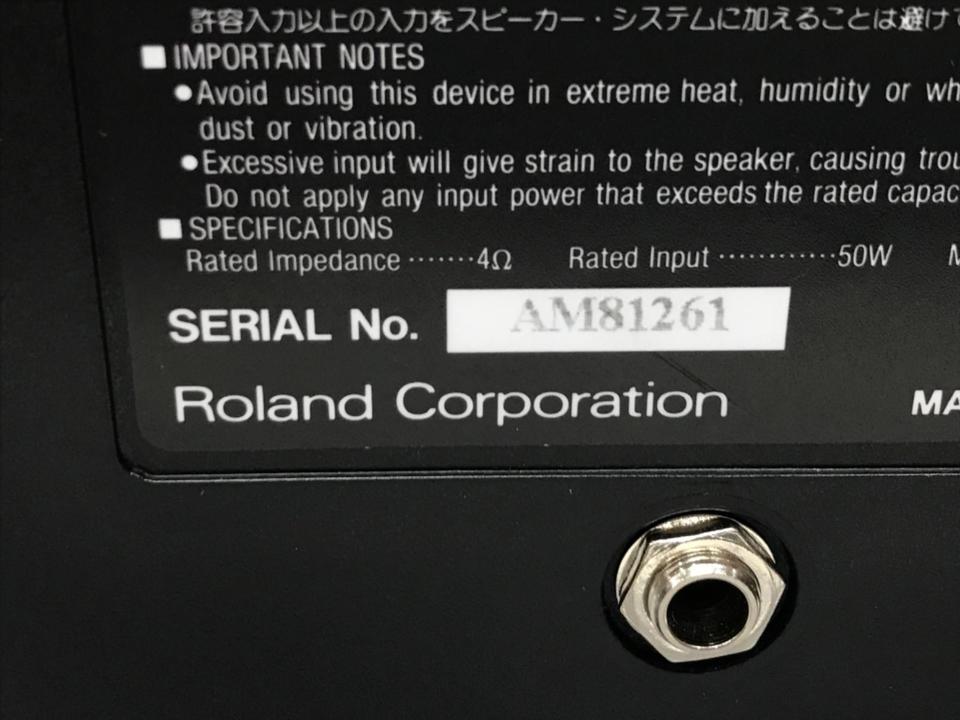 許容入力以上の入力をスピーカー・システムに加えることは避け
■ IMPORTANT NOTES
●Avoid using this device in extreme heat, humidity or wh
dust or vibration.
●Excessive input will give strain to the speaker, causing trou
Do not apply any input power that exceeds the rated capac
■ SPECIFICATIONS
Rated Impedance ·······4Ω Rated Input ············50W M
SERIAL No. AM81261
Roland Corporation MA